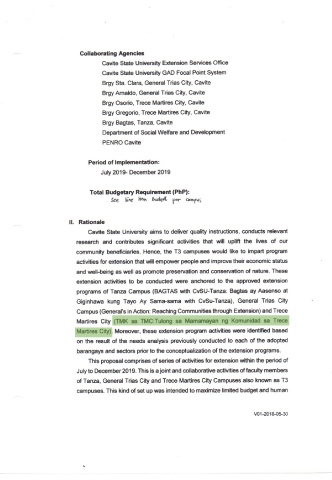 Collaborating Agencies
Cavite State University Extension Services Office
Cavite State University GAD Focal Point System
Brgy Sta. Clara, General Trias City, Cavite
Brgy Arnaldo, General Trias City, Cavite
Brgy Osorio, Trece Martires City, Cavite
Brgy Gregorio, Trece Martires City, Cavite
Brgy Bagtas, Tanza, Cavite
Department of Social Welfare and Development
PENRO Cavite
Period of Implementation:
July 2019- December 2019
Total Budgetary Requirement (PhP):
See line item budget per campus
II. Rationale
Cavite State University aims to deliver quality instructions, conducts relevant
research and contributes significant activities that will uplift the lives of our
community beneficiaries. Hence, the T3 campuses would like to impart program
activities for extension that will empower people and improve their economic status
and well-being as well as promote preservation and conservation of nature. These
extension activities to be conducted were anchored to the approved extension
programs of Tanza Campus (BAGTAS with CvSU-Tanza: Bagtas ay Aasenso at
Giginhawa kung Tayo Ay Sama-sama with CvSu-Tanza), General Trias City
Campus (General's in Action: Reaching Communities through Extension) and Trece
Martires City (TMK sa TMC:Tulong sa Mamamayan ng Komunidad sa Trece
Martires City). Moreover, these extension program activities were identified based
on the result of the needs analysis previously conducted to each of the adopted
barangays and sectors prior to the conceptualization of the extension programs.
This proposal comprises of series of activities for extension within the period of
July to December 2019. This is a joint and collaborative activities of faculty members
of Tanza, General Trias and Trece Martires City Campuses also known as T3
campuses. This kind of set up was intended to maximize limited budget and human
V01-2018-05-30